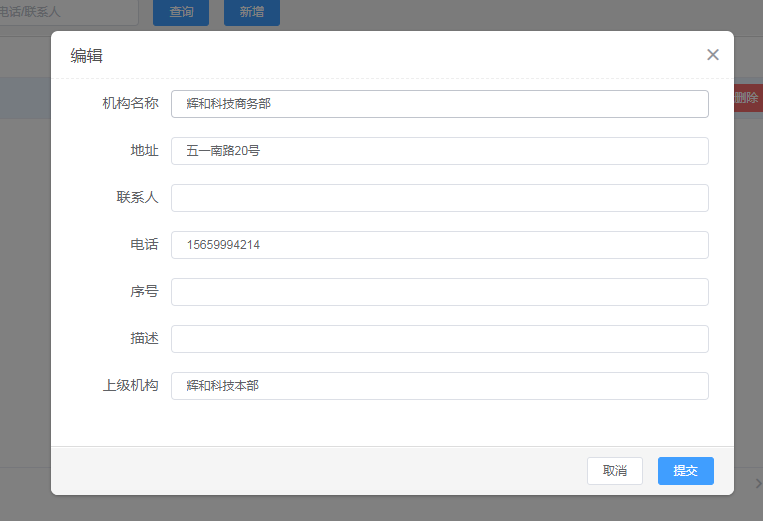 电话/联系人
查询
新增
编辑
机构名称
辉和科技商务部
删除
地址
五一南路20号
联系人
电话
15659994214
序号
描述
上级机构
辉和科技本部
取消
提交